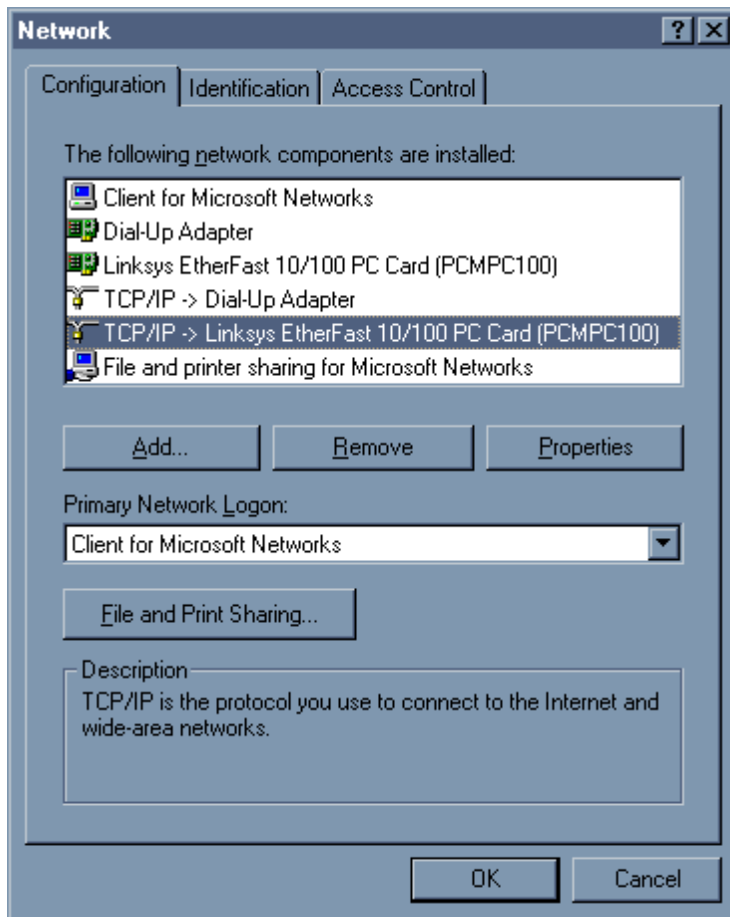 Network
Configuration
Identification
Access Control
The following network components are installed:
Client for Microsoft Networks
Dial-Up Adapter
Linksys EtherFast 10/100 PC Card (PCMPC100)
TCP/IP -> Dial-Up Adapter
TCP/IP -> Linksys EtherFast 10/100 PC Card (PCMPC100)
File and printer sharing for Microsoft Networks
Add...
Remove
Properties
Primary Network Logon:
Client for Microsoft Networks
File and Print Sharing...
Description
TCP/IP is the protocol you use to connect to the Internet and
wide-area networks.
OK
Cancel